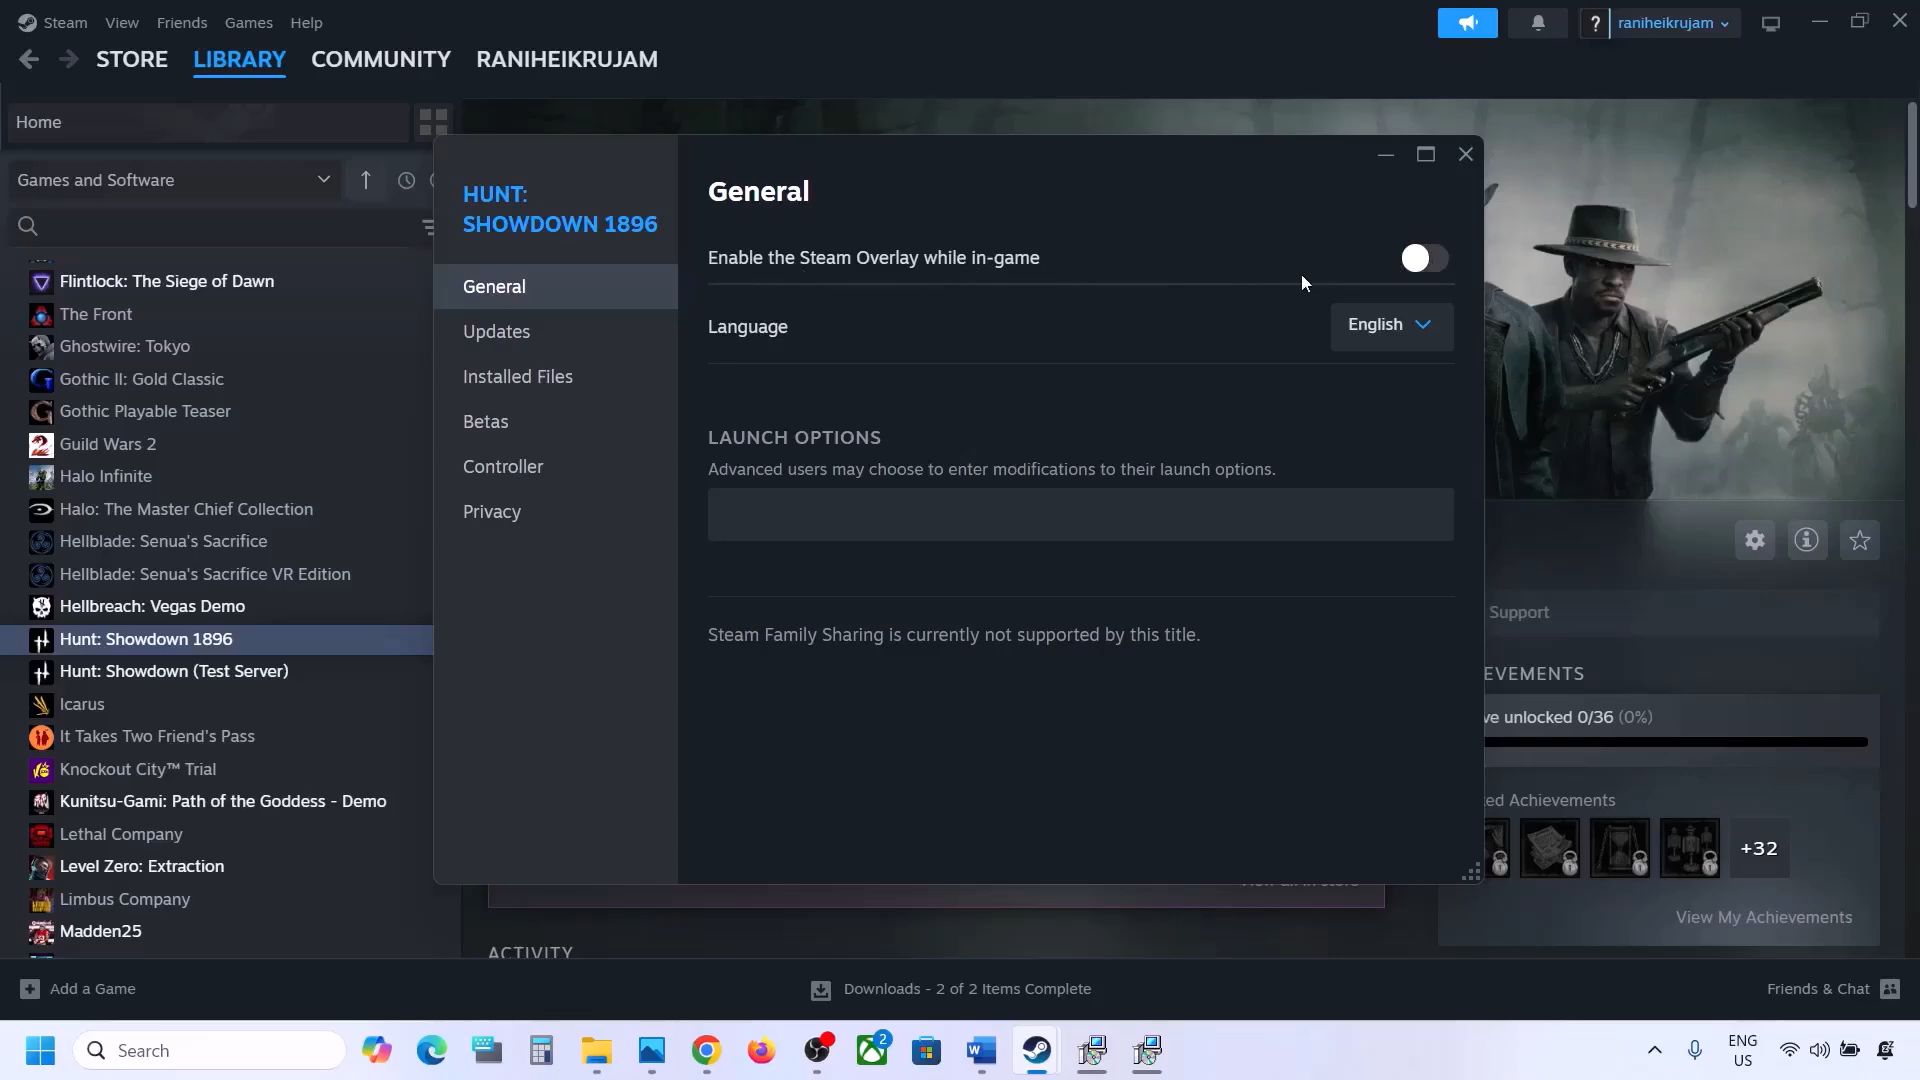 Steam View Friends Games Help
raniheikrujam
STORE LIBRARY COMMUNITY RANIHEIKRUJAM
Home
Games and Software
Flintlock: The Siege of Dawn
The Front
Ghostwire: Tokyo
Gothic II: Gold Classic
Gothic Playable Teaser
Guild Wars 2
Halo Infinite
Halo: The Master Chief Collection
Hellblade: Senua's Sacrifice
Hellblade: Senua's Sacrifice VR Edition
Hellbreach: Vegas Demo
Hunt: Showdown 1896
Hunt: Showdown (Test Server)
Icarus
It Takes Two Friend's Pass
Knockout City™ Trial
Kunitsu-Gami: Path of the Goddess - Demo
Lethal Company
Level Zero: Extraction
Limbus Company
Madden25
HUNT:
SHOWDOWN 1896
General
Updates
Installed Files
Betas
Controller
Privacy
General
Enable the Steam Overlay while in-game
Language English
LAUNCH OPTIONS
Advanced users may choose to enter modifications to their launch options.
Steam Family Sharing is currently not supported by this title.
Support
EVEMENTS
ve unlocked 0/36 (0%)
ed Achievements
+32
View My Achievements
ACTIVITY
Add a Game
Downloads - 2 of 2 Items Complete
Friends & Chat
Search
2
ENG
US